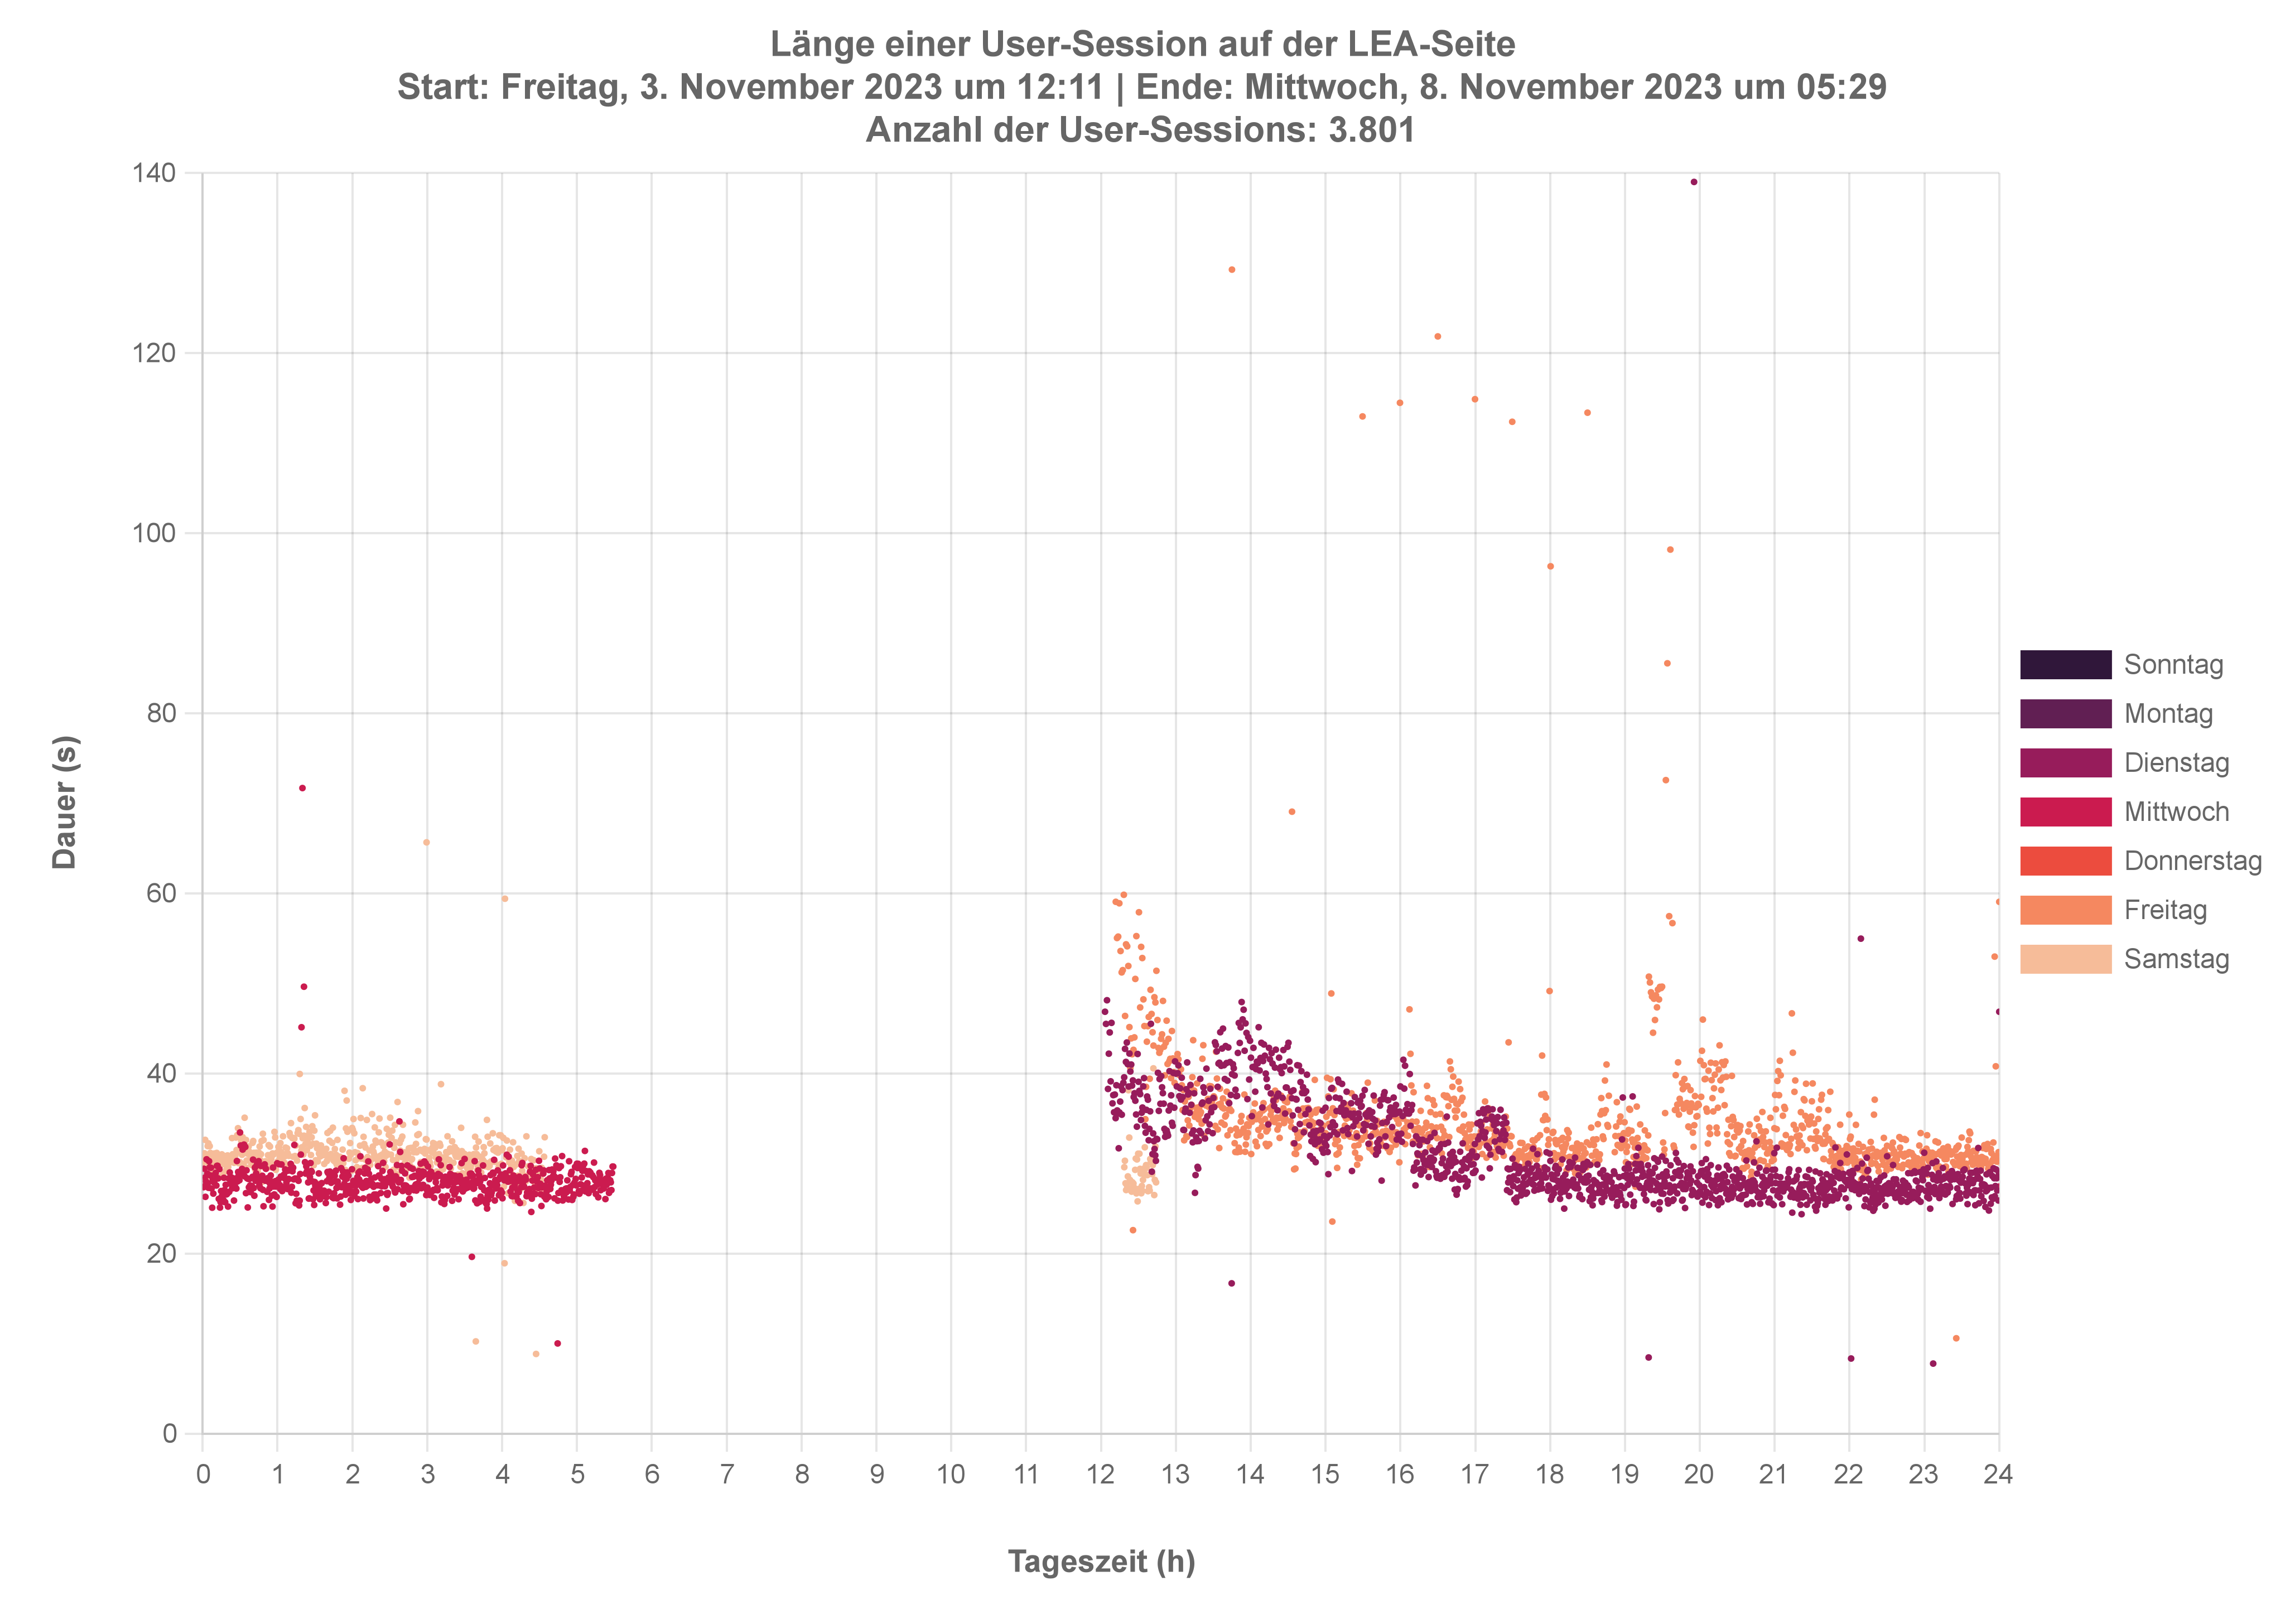 Länge einer User-Session auf der LEA-Seite
Start: Freitag, 3. November 2023 um 12:11 | Ende: Mittwoch, 8. November 2023 um 05:29
Anzahl der User-Sessions: 3.801
140
120
100
80
60
40
20
0
Dauer (s)
0 1 2 3 4 5 6 7 8 9 10 11 12 13 14 15 16 17 18 19 20 21 22 23 24
Tageszeit (h)
Sonntag
Montag
Dienstag
Mittwoch
Donnerstag
Freitag
Samstag